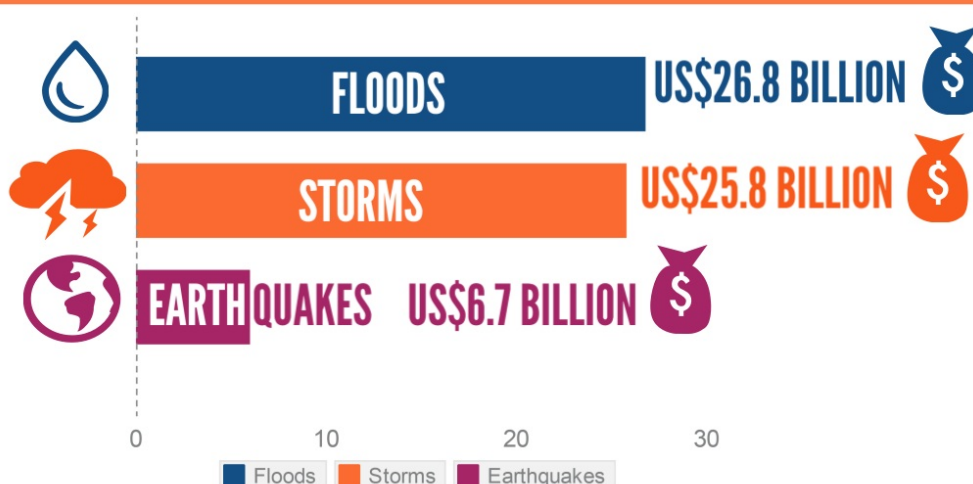 FLOODS US$26.8 BILLION $
STORMS US$25.8 BILLION $
EARTHQUAKES US$6.7 BILLION $
0 10 20 30
Floods Storms Earthquakes